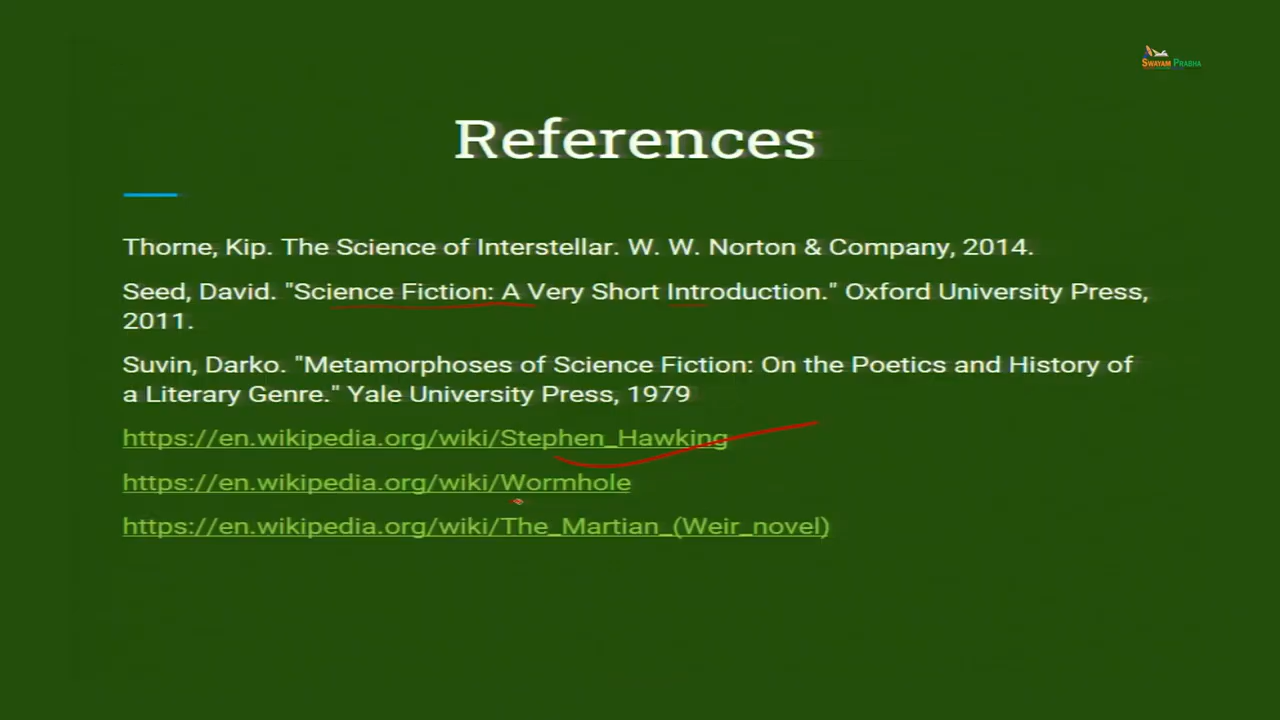 SWAYAM PRABHA
References
Thorne, Kip. The Science of Interstellar. W. W. Norton & Company, 2014.
Seed, David. "Science Fiction: A Very Short Introduction." Oxford University Press,
2011.
Suvin, Darko. "Metamorphoses of Science Fiction: On the Poetics and History of
a Literary Genre." Yale University Press, 1979
https://en.wikipedia.org/wiki/Stephen_Hawking
https://en.wikipedia.org/wiki/Wormhole
https://en.wikipedia.org/wiki/The_Martian_(Weir_novel)